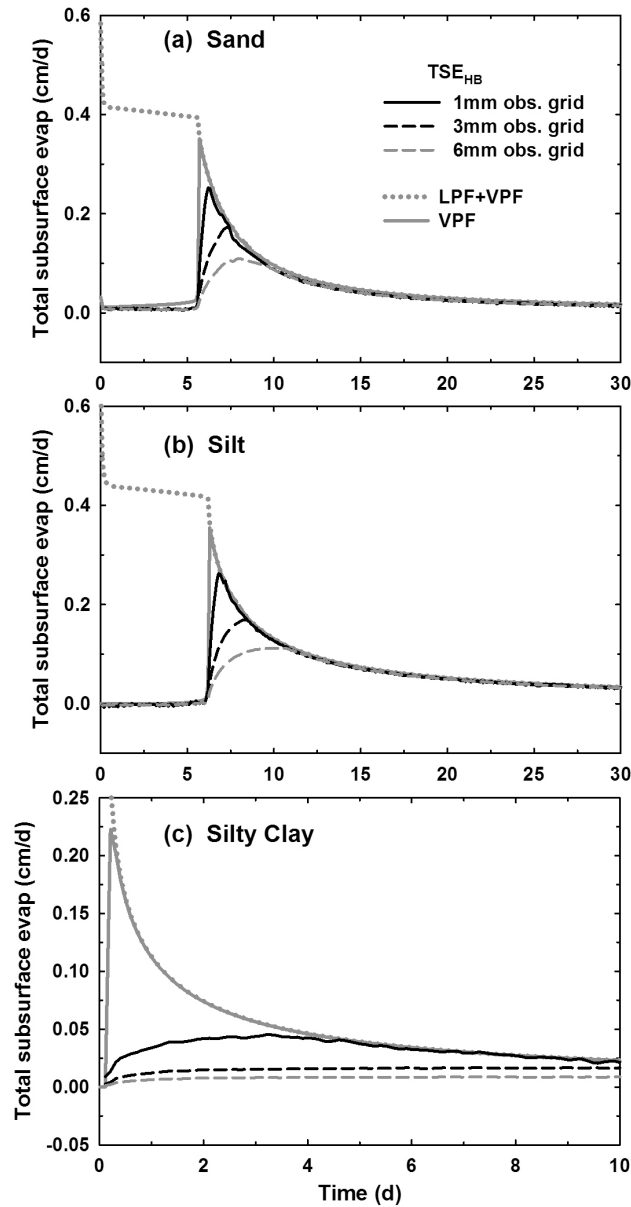 (a) Sand
TSE_HB
1mm obs. grid
3mm obs. grid
6mm obs. grid
LPF+VPF
VPF
Total subsurface evap (cm/d)
0.6
0.4
0.2
0.0
0 5 10 15 20 25 30
(b) Silt
Total subsurface evap (cm/d)
0.6
0.4
0.2
0.0
0 5 10 15 20 25 30
(c) Silty Clay
Total subsurface evap (cm/d)
0.25
0.20
0.15
0.10
0.05
0.00
-0.05
0 2 4 6 8 10
Time (d)